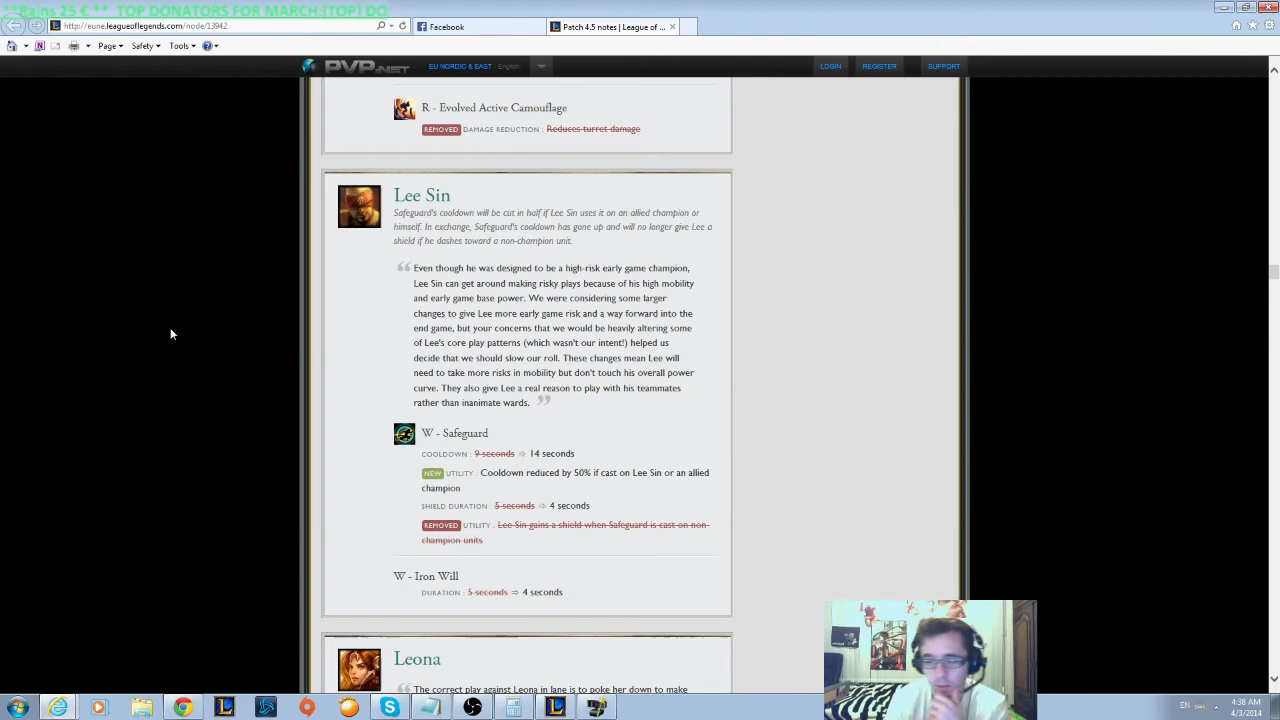 **Rains 25 € ** TOP DONATORS FOR MARCH:(TOP) DO
http://eune.leagueoflegends.com/node/13942
Facebook
Patch 4.5 notes | League of ...
Page
Safety
Tools
PVP.NET
EU NORDIC & EAST - English
LOGIN
REGISTER
SUPPORT
R - Evolved Active Camouflage
REMOVED DAMAGE REDUCTION : Reduces turret damage
Lee Sin
Safeguard's cooldown will be cut in half if Lee Sin uses it on an allied champion or
himself. In exchange, Safeguard's cooldown has gone up and will no longer give Lee a
shield if he dashes toward a non-champion unit.
Even though he was designed to be a high-risk early game champion,
Lee Sin can get around making risky plays because of his high mobility
and early game base power. We were considering some larger
changes to give Lee more early game risk and a way forward into the
end game, but your concerns that we would be heavily altering some
of Lee's core play patterns (which wasn't our intent!) helped us
decide that we should slow our roll. These changes mean Lee will
need to take more risks in mobility but don't touch his overall power
curve. They also give Lee a real reason to play with his teammates
rather than inanimate wards.
W - Safeguard
COOLDOWN : 9 seconds ⇒ 14 seconds
NEW UTILITY : Cooldown reduced by 50% if cast on Lee Sin or an allied
champion
SHIELD DURATION : 5 seconds ⇒ 4 seconds
REMOVED UTILITY : Lee Sin gains a shield when Safeguard is cast on non-
champion units
W - Iron Will
DURATION : 5 seconds ⇒ 4 seconds
Leona
The correct play against Leona in lane is to poke her down to make
EN
4:38 AM
4/3/2014